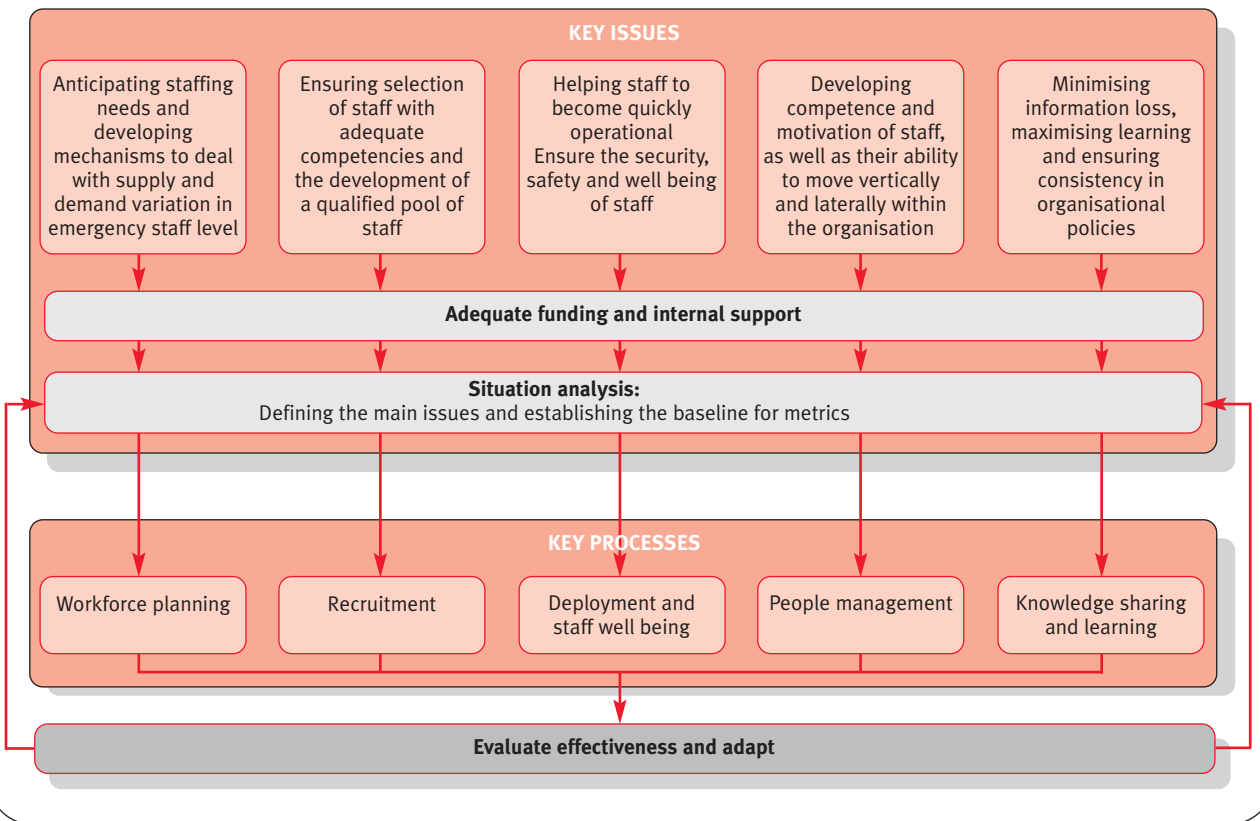 KEY ISSUES
Anticipating staffing
needs and
developing
mechanisms to deal
with supply and
demand variation in
emergency staff level
Ensuring selection
of staff with
adequate
competencies and
the development of
a qualified pool of
staff
Helping staff to
become quickly
operational
Ensure the security,
safety and well being
of staff
Developing
competence and
motivation of staff,
as well as their ability
to move vertically
and laterally within
the organisation
Minimising
information loss,
maximising learning
and ensuring
consistency in
organisational
policies
Adequate funding and internal support
Situation analysis:
Defining the main issues and establishing the baseline for metrics
KEY PROCESSES
Workforce planning
Recruitment
Deployment and
staff well being
People management
Knowledge sharing
and learning
Evaluate effectiveness and adapt